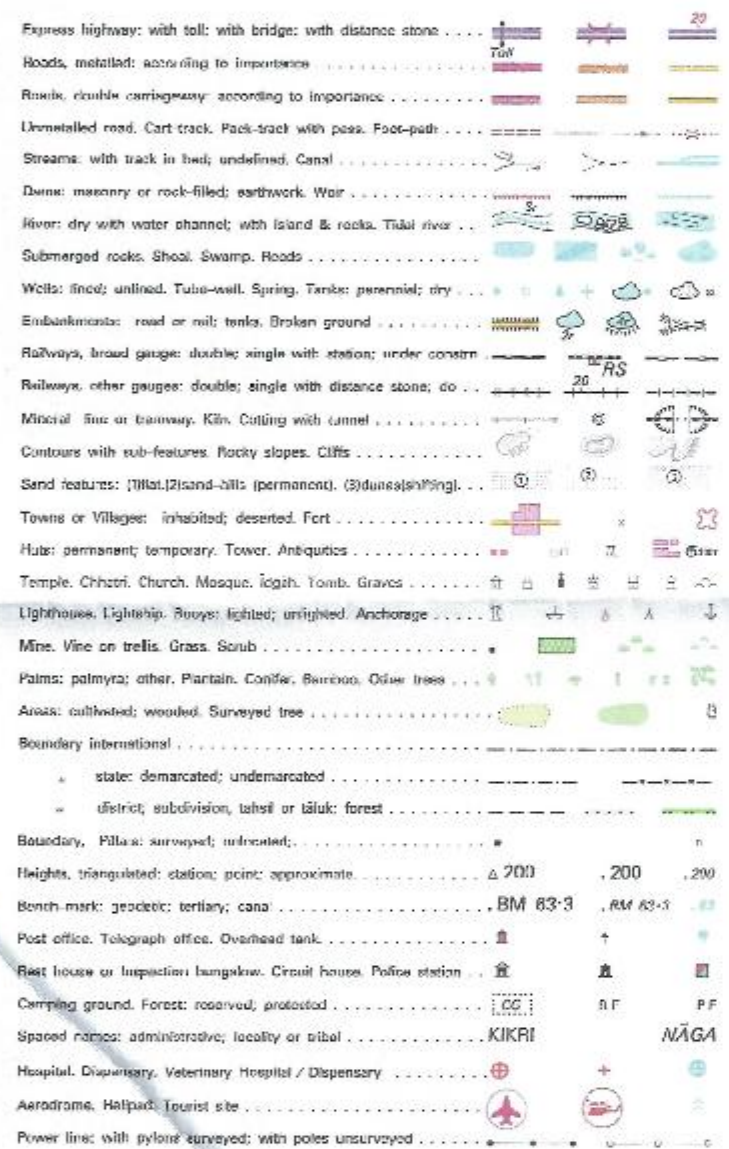 29
Express highway: with toll; with bridge; with distance stone
Toll
Roads, metalled: according to importance
Roads, double carriageway: according to importance
Unmetalled road. Cart-track. Pack-track with pass. Foot-path
Streams: with track in bed; undefined. Canal
Dams: masonry or rock-filled; earthwork. Weir
River: dry with water channel; with island & rocks. Tidal river
Submerged rocks. Shoal. Swamp. Reeds
Wells: lined; unlined. Tube-well. Spring. Tanks: perennial; dry
Embankments: road or rail; tanks. Broken ground
Railways, broad gauge: double; single with station; under constrn
RS
Railways, other gauges: double; single with distance stone; do
20
Mineral line or tramway. Kiln. Cutting with tunnel
Contours with sub-features. Rocky slopes. Cliffs
Sand features: (1)flat.(2)sand-hills (permanent). (3)dunes(shifting). ① ② ③
Towns or Villages: inhabited; deserted. Fort
Huts: permanent; temporary. Tower. Antiquities
Temple. Chhatri. Church. Mosque. Īdgāh. Tomb. Graves
Lighthouse. Lightship. Buoys: lighted; unlighted. Anchorage
Mine. Vine on trellis. Grass. Scrub
Palms: palmyra; other. Plantain. Conifer. Bamboo. Other trees
Areas: cultivated; wooded. Surveyed tree
Boundary international
" state: demarcated; undemarcated
" district; subdivision, tahsil or tāluk; forest
Boundary, Pillars: surveyed; unlocated;
Heights, triangulated: station; point; approximate 200 .200 .200
Bench-mark: geodetic; tertiary; canal .BM 63·3 .BM 63·3 .63
Post office. Telegraph office. Overhead tank.
Rest house or Inspection bungalow. Circuit house. Police station
Camping ground. Forest: reserved; protected CG RF PF
Spaced names: administrative; locality or tribal KIKRI NĀGA
Hospital. Dispensary. Veterinary Hospital / Dispensary
Aerodrome. Helipad. Tourist site
Power line: with pylons surveyed; with poles unsurveyed